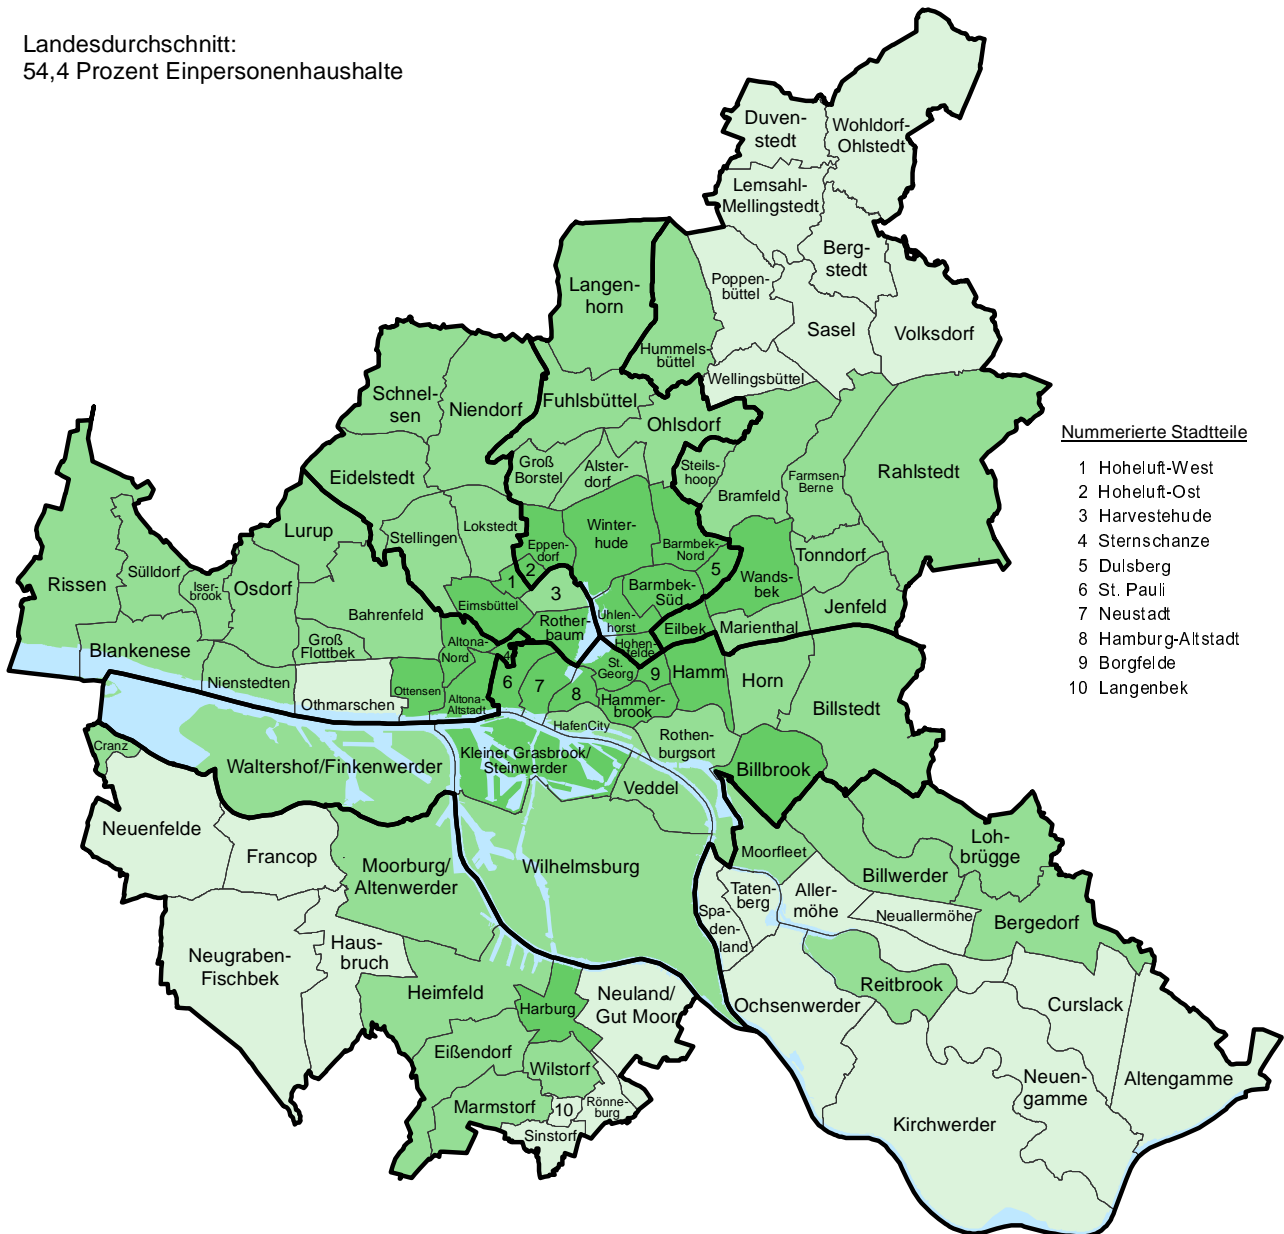 Landesdurchschnitt:
54,4 Prozent Einpersonenhaushalte
Duven-
stedt
Wohldorf-
Ohlstedt
Lemsahl-
Mellingstedt
Berg-
stedt
Poppen-
büttel
Sasel
Volksdorf
Wellingsbüttel
Langen-
horn
Hummels-
büttel
Schnel-
sen
Niendorf
Fuhlsbüttel
Ohlsdorf
Eidelstedt
Groß
Borstel
Alster-
dorf
Steils-
hoop
Bramfeld
Farmsen-
Berne
Rahlstedt
Nummerierte Stadtteile
1 Hoheluft-West
2 Hoheluft-Ost
3 Harvestehude
4 Sternschanze
5 Dulsberg
6 St. Pauli
7 Neustadt
8 Hamburg-Altstadt
9 Borgfelde
10 Langenbek
Lurup
Stellingen
Lokstedt
Eppen-
dorf
Winter-
hude
Barmbek-
Nord
5
Tonndorf
Wands-
bek
Rissen
Sülldorf
Iser-
brook
Osdorf
Bahrenfeld
Eimsbüttel
1
2
3
Barmbek-
Süd
Uhlen-
horst
Jenfeld
Marienthal
Eilbek
Rother-
baum
Hohen-
felde
Blankenese
Groß
Flottbek
Altona-
Nord
4
St.
Georg
9
Hamm
Horn
Nienstedten
Othmarschen
Ottensen
Altona-
Altstadt
6
7
8
Hammer-
brook
Billstedt
HafenCity
Rothen-
burgsort
Cranz
Waltershof/Finkenwerder
Kleiner Grasbrook/
Steinwerder
Veddel
Billbrook
Neuenfelde
Francop
Moorburg/
Altenwerder
Wilhelmsburg
Moorfleet
Billwerder
Loh-
brügge
Taten-
berg
Aller-
möhe
Neuallermöhe
Bergedorf
Spa-
den-
land
Neugraben-
Fischbek
Haus-
bruch
Heimfeld
Harburg
Neuland/
Gut Moor
Ochsenwerder
Reitbrook
Curslack
Eißendorf
Wilstorf
Neuen-
gamme
Altengamme
Marmstorf
10
Rönne-
burg
Sinstorf
Kirchwerder